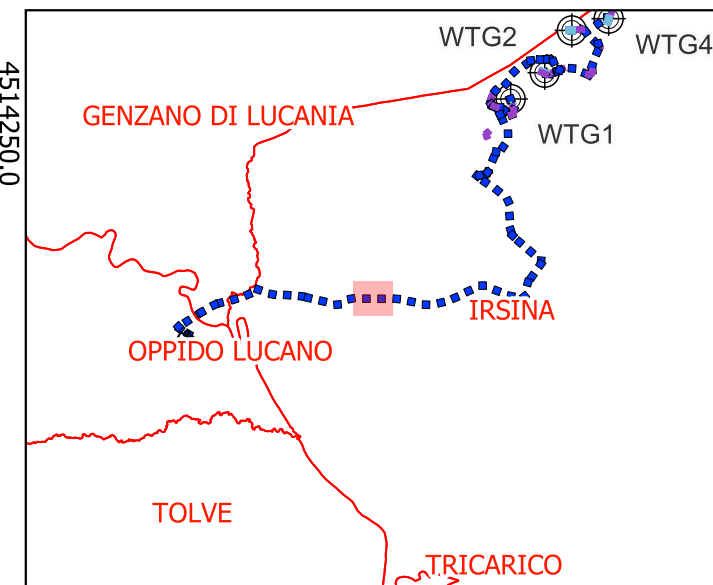 WTG2
WTG4
4514250.0
GENZANO DI LUCANIA
WTG1
IRSINA
OPPIDO LUCANO
TOLVE
TRICARICO